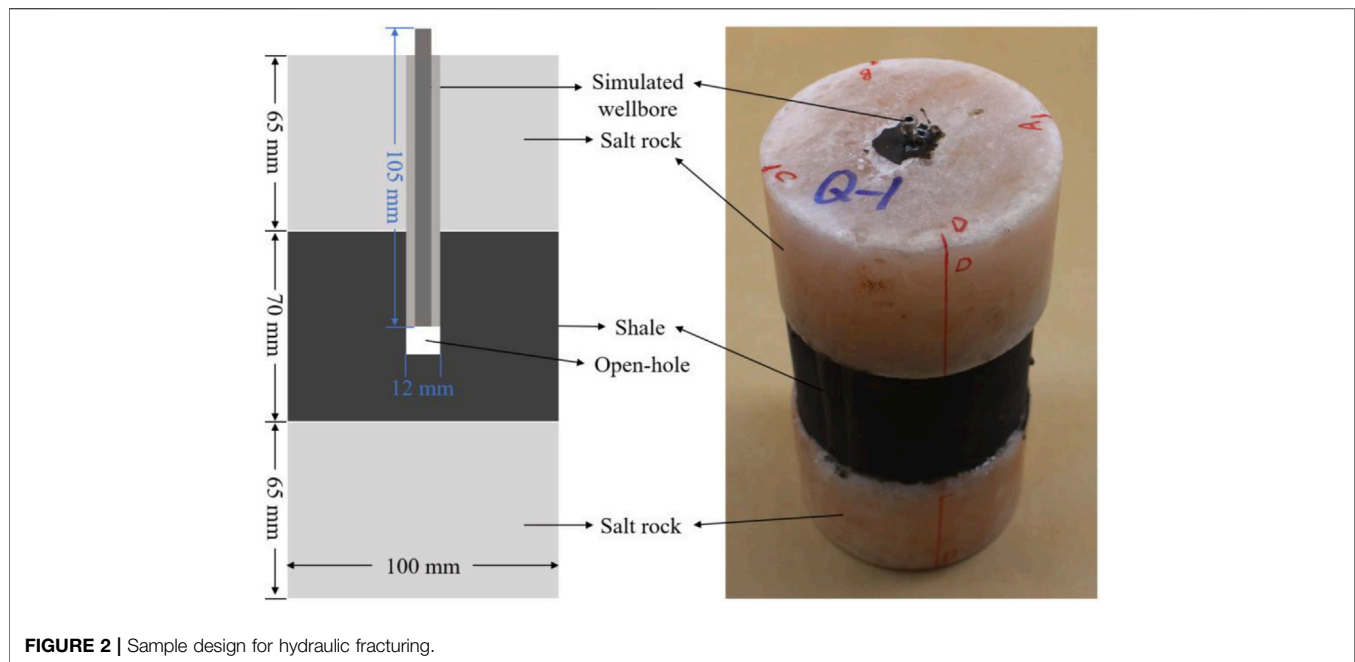 65 mm
105 mm
70 mm
12 mm
65 mm
100 mm
Simulated
wellbore
Salt rock
Shale
Open-hole
Salt rock
B
A
C
Q-1
D
D
FIGURE 2 | Sample design for hydraulic fracturing.